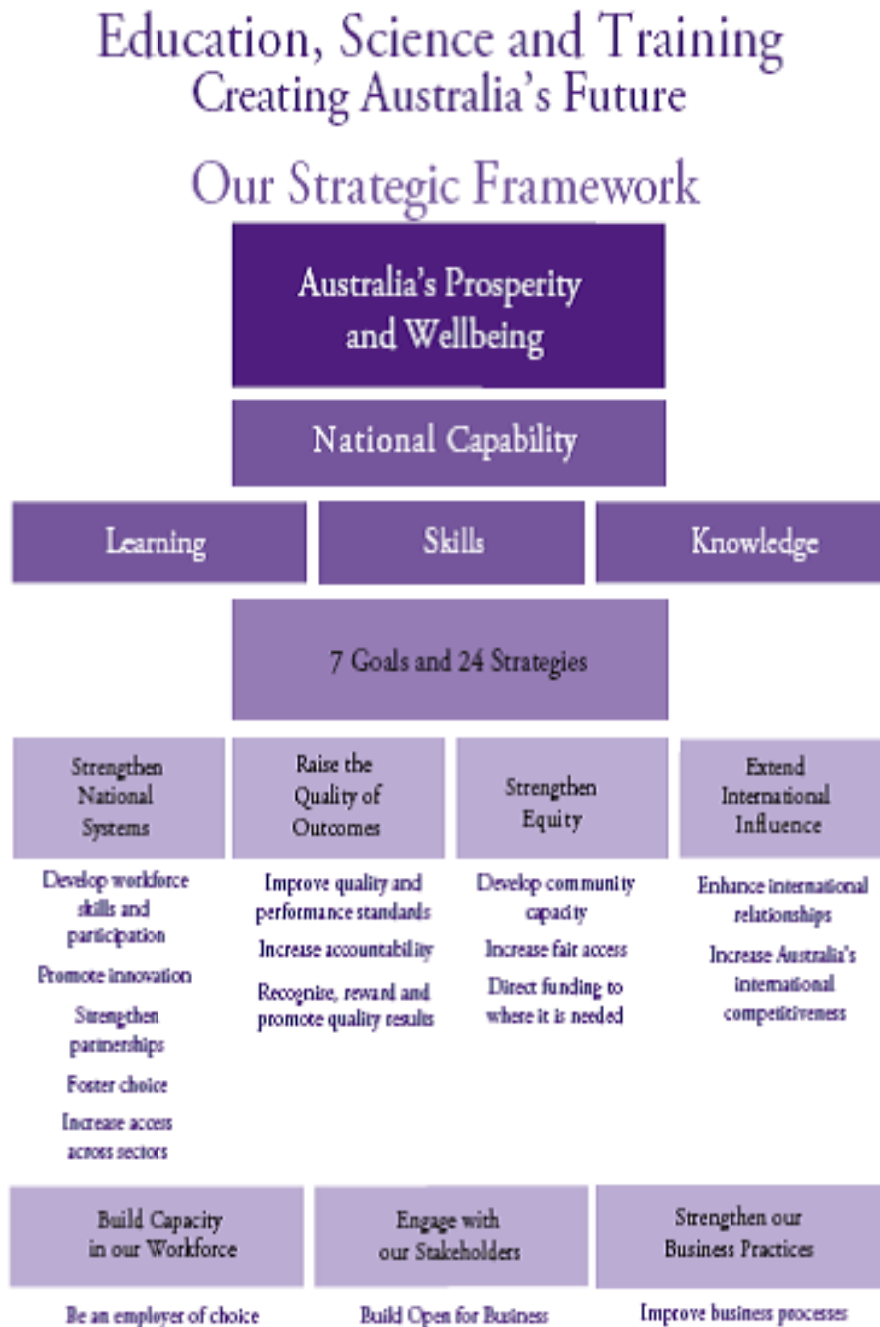 Education, Science and Training
Creating Australia's Future
Our Strategic Framework
Australia's Prosperity
and Wellbeing
National Capability
Learning
Skills
Knowledge
7 Goals and 24 Strategies
Strengthen
National
Systems
Develop workforce
skills and
participation
Promote innovation
Strengthen
partnerships
Foster choice
Increase access
across sectors
Raise the
Quality of
Outcomes
Improve quality and
performance standards
Increase accountability
Recognise, reward and
promote quality results
Strengthen
Equity
Develop community
capacity
Increase fair access
Direct funding to
where it is needed
Extend
International
Influence
Enhance international
relationships
Increase Australia's
international
competitiveness
Build Capacity
in our Workforce
Be an employer of choice
Engage with
our Stakeholders
Build Open for Business
Strengthen our
Business Practices
Improve business processes